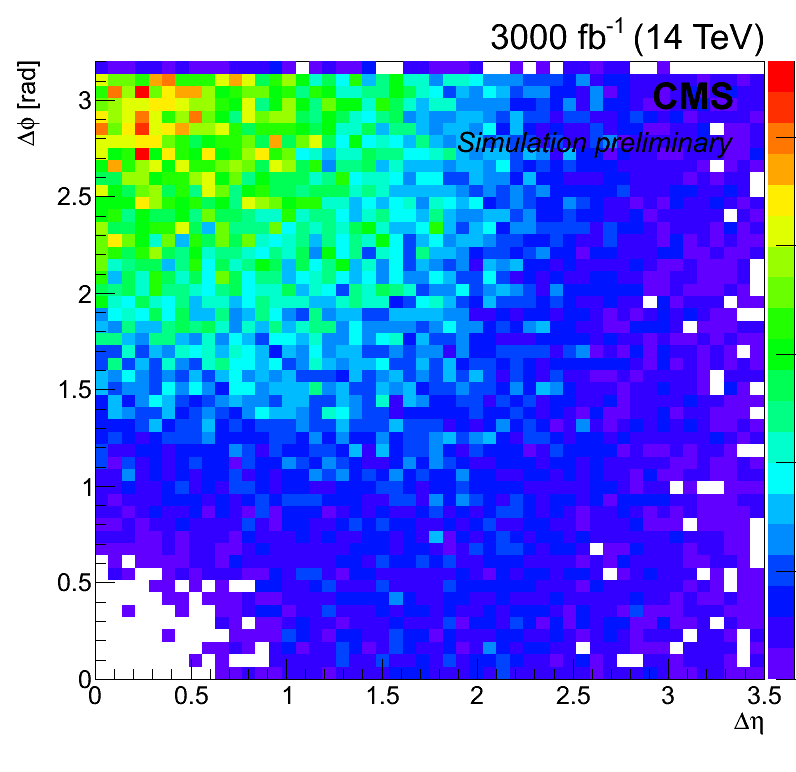 3000 fb-1 (14 TeV)
CMS
Simulation preliminary
Δϕ [rad]
3
2.5
2
1.5
1
0.5
0
0 0.5 1 1.5 2 2.5 3 3.5
Δη